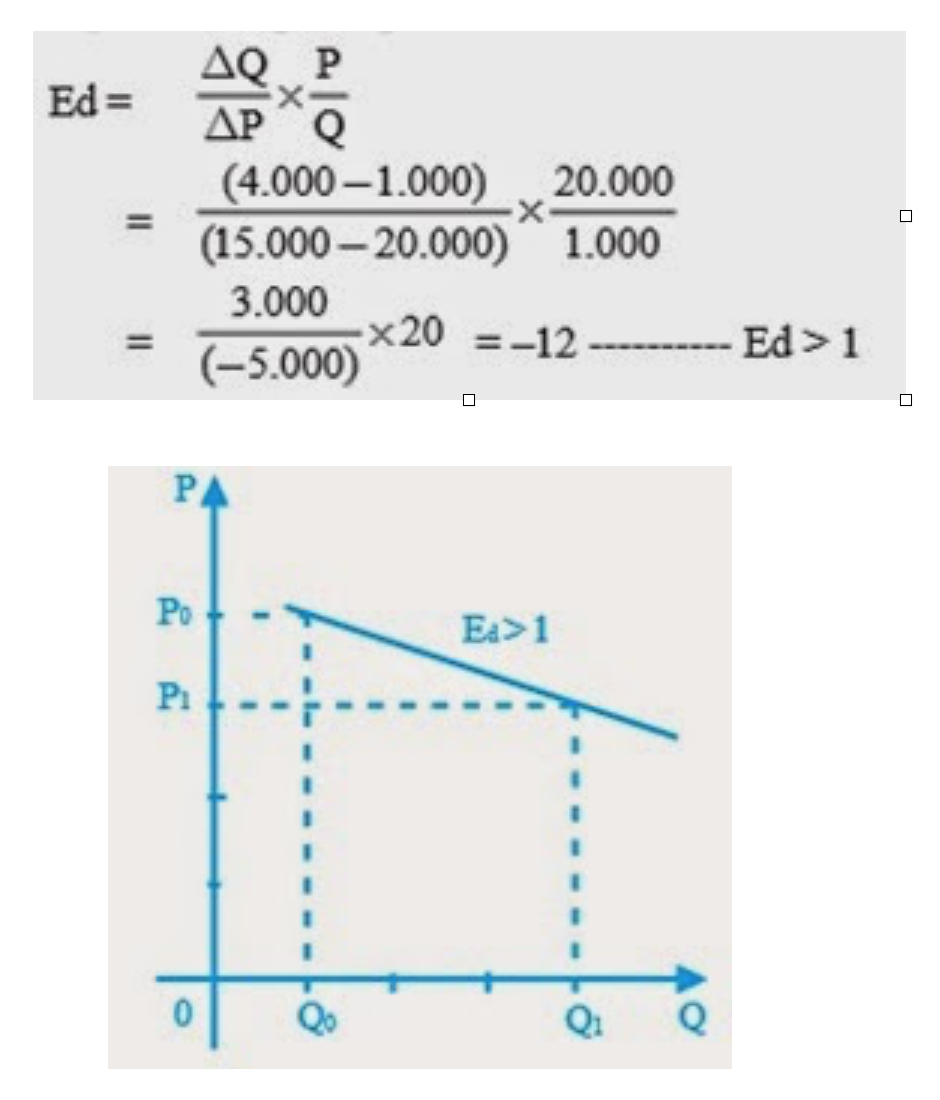 Ed = ΔQ/ΔP × P/Q
= (4.000 – 1.000)/(15.000 – 20.000) × 20.000/1.000
= 3.000/(–5.000) × 20 = –12 ---------- Ed > 1
P
P0
Ed>1
P1
0 Q0 Q1 Q